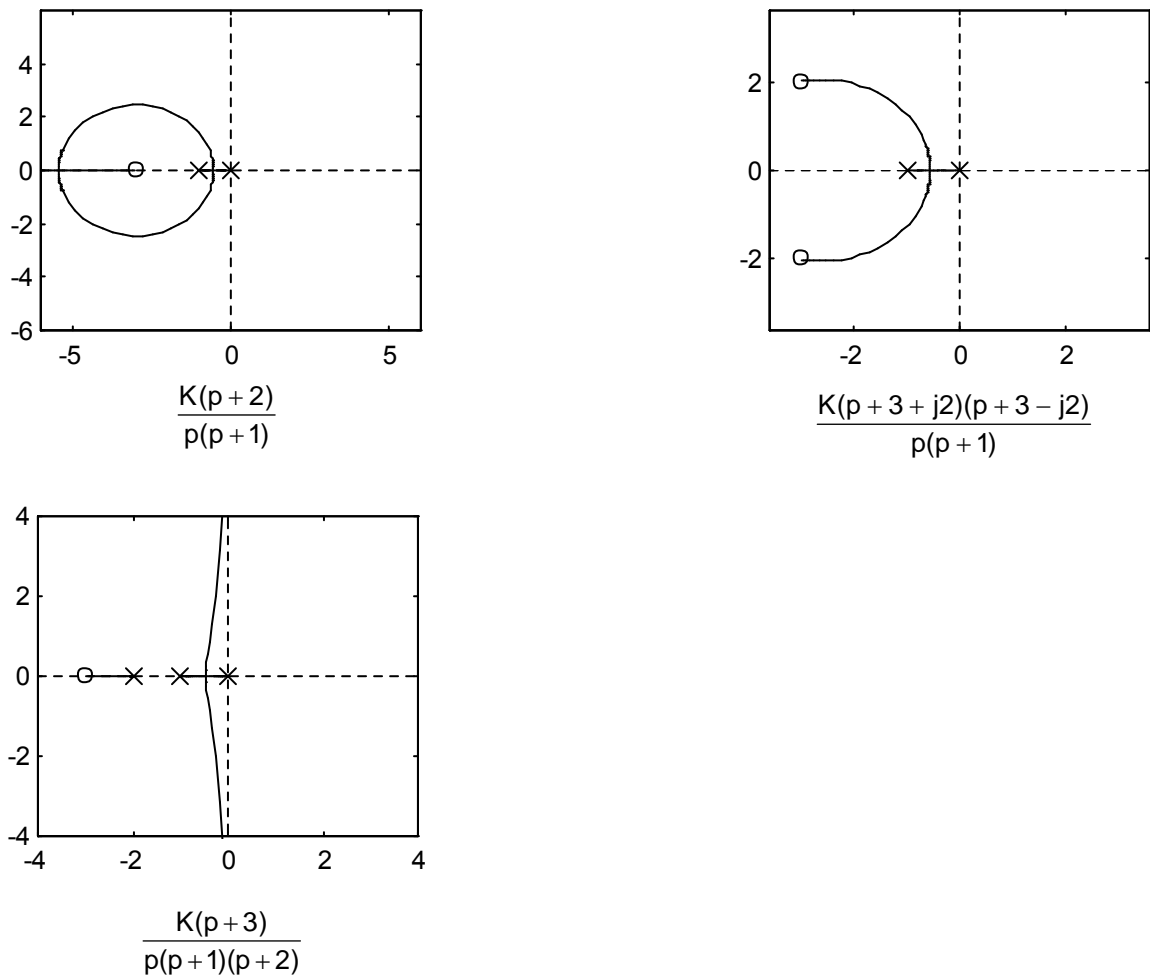 4
2
0
-2
-4
-6
-5 0 5
K(p + 2)
p(p + 1)
2
0
-2
-2 0 2
K(p + 3 + j2)(p + 3 − j2)
p(p + 1)
4
2
0
-2
-4
-4 -2 0 2 4
K(p + 3)
p(p + 1)(p + 2)